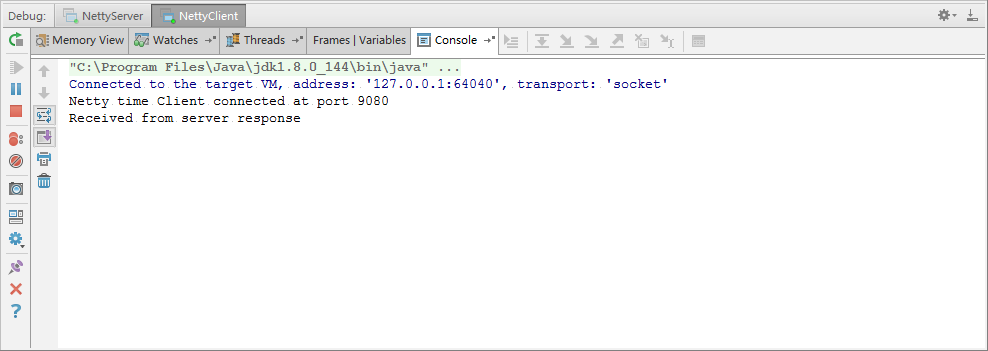 Debug: NettyServer NettyClient
Memory View Watches Threads Frames | Variables Console
"C:\Program Files\Java\jdk1.8.0_144\bin\java" ...
Connected to the target VM, address: '127.0.0.1:64040', transport: 'socket'
Netty time Client connected at port 9080
Received from server response